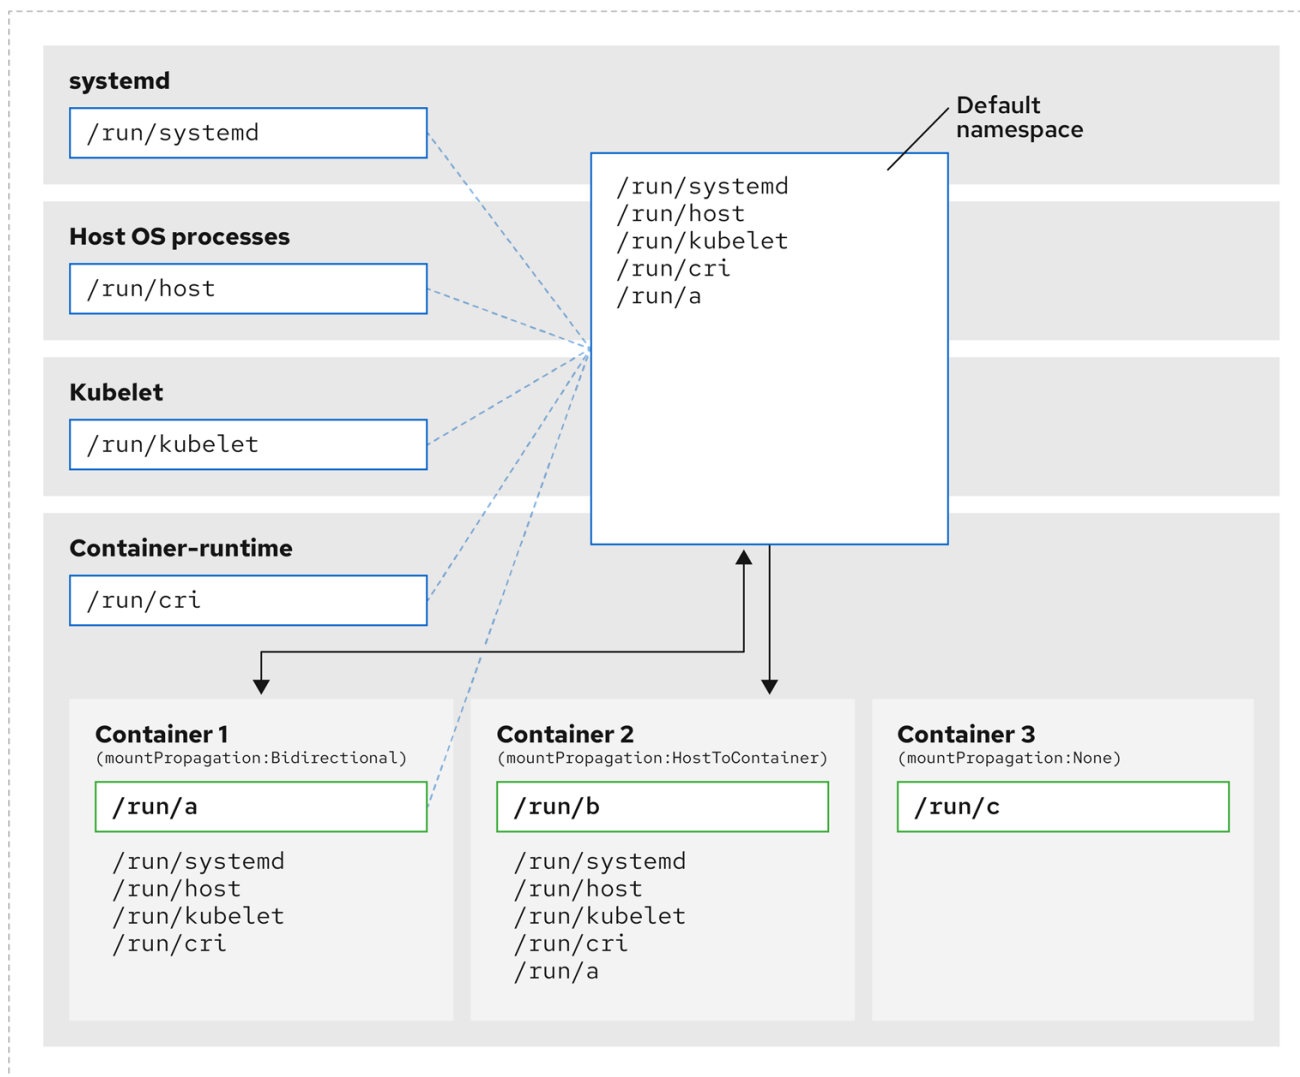 systemd
/run/systemd
Default
namespace
/run/systemd
/run/host
/run/kubelet
/run/cri
/run/a
Host OS processes
/run/host
Kubelet
/run/kubelet
Container-runtime
/run/cri
Container 1
(mountPropagation:Bidirectional)
/run/a
/run/systemd
/run/host
/run/kubelet
/run/cri
Container 2
(mountPropagation:HostToContainer)
/run/b
/run/systemd
/run/host
/run/kubelet
/run/cri
/run/a
Container 3
(mountPropagation:None)
/run/c